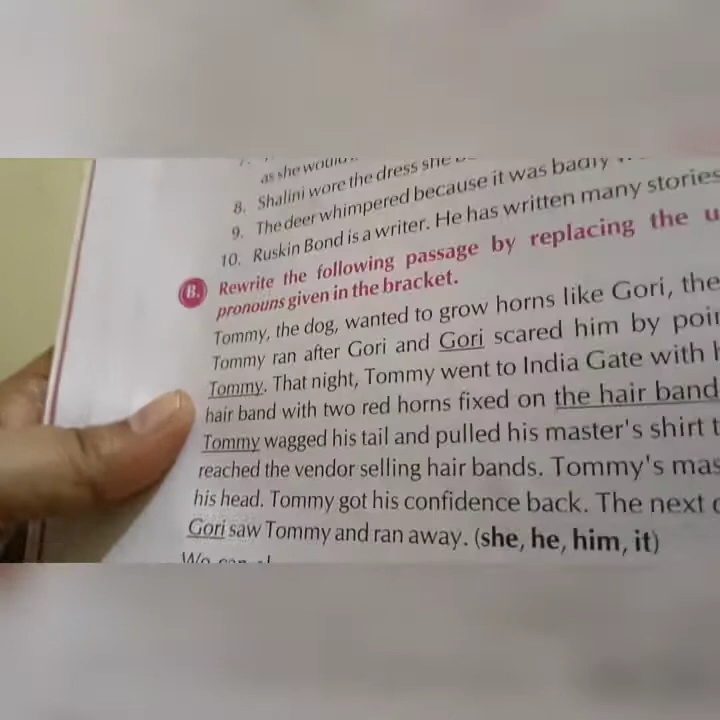 as she would
8. Shalini wore the dress she
9. The deer whimpered because it was badly
10. Ruskin Bond is a writer. He has written many stories
B. Rewrite the following passage by replacing the u
pronouns given in the bracket.
Tommy, the dog, wanted to grow horns like Gori, the
Tommy ran after Gori and Gori scared him by poin
Tommy. That night, Tommy went to India Gate with h
hair band with two red horns fixed on the hair band
Tommy wagged his tail and pulled his master's shirt t
reached the vendor selling hair bands. Tommy's mas
his head. Tommy got his confidence back. The next
Gori saw Tommy and ran away. (she, he, him, it)